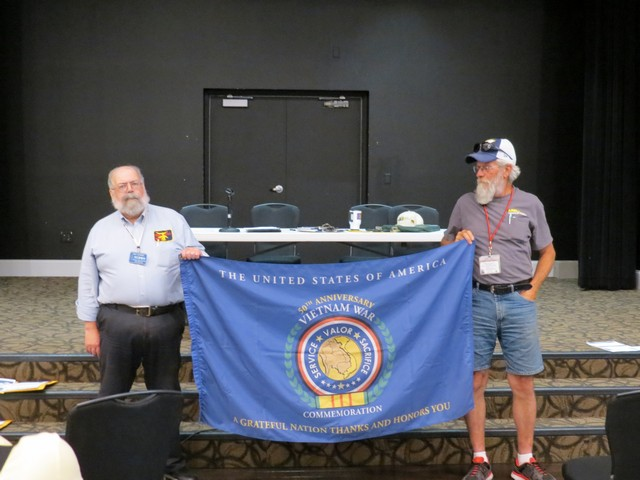 THE UNITED STATES OF AMERICA
50TH ANNIVERSARY
VIETNAM WAR
SERVICE VALOR SACRIFICE
COMMEMORATION
A GRATEFUL NATION THANKS AND HONORS YOU